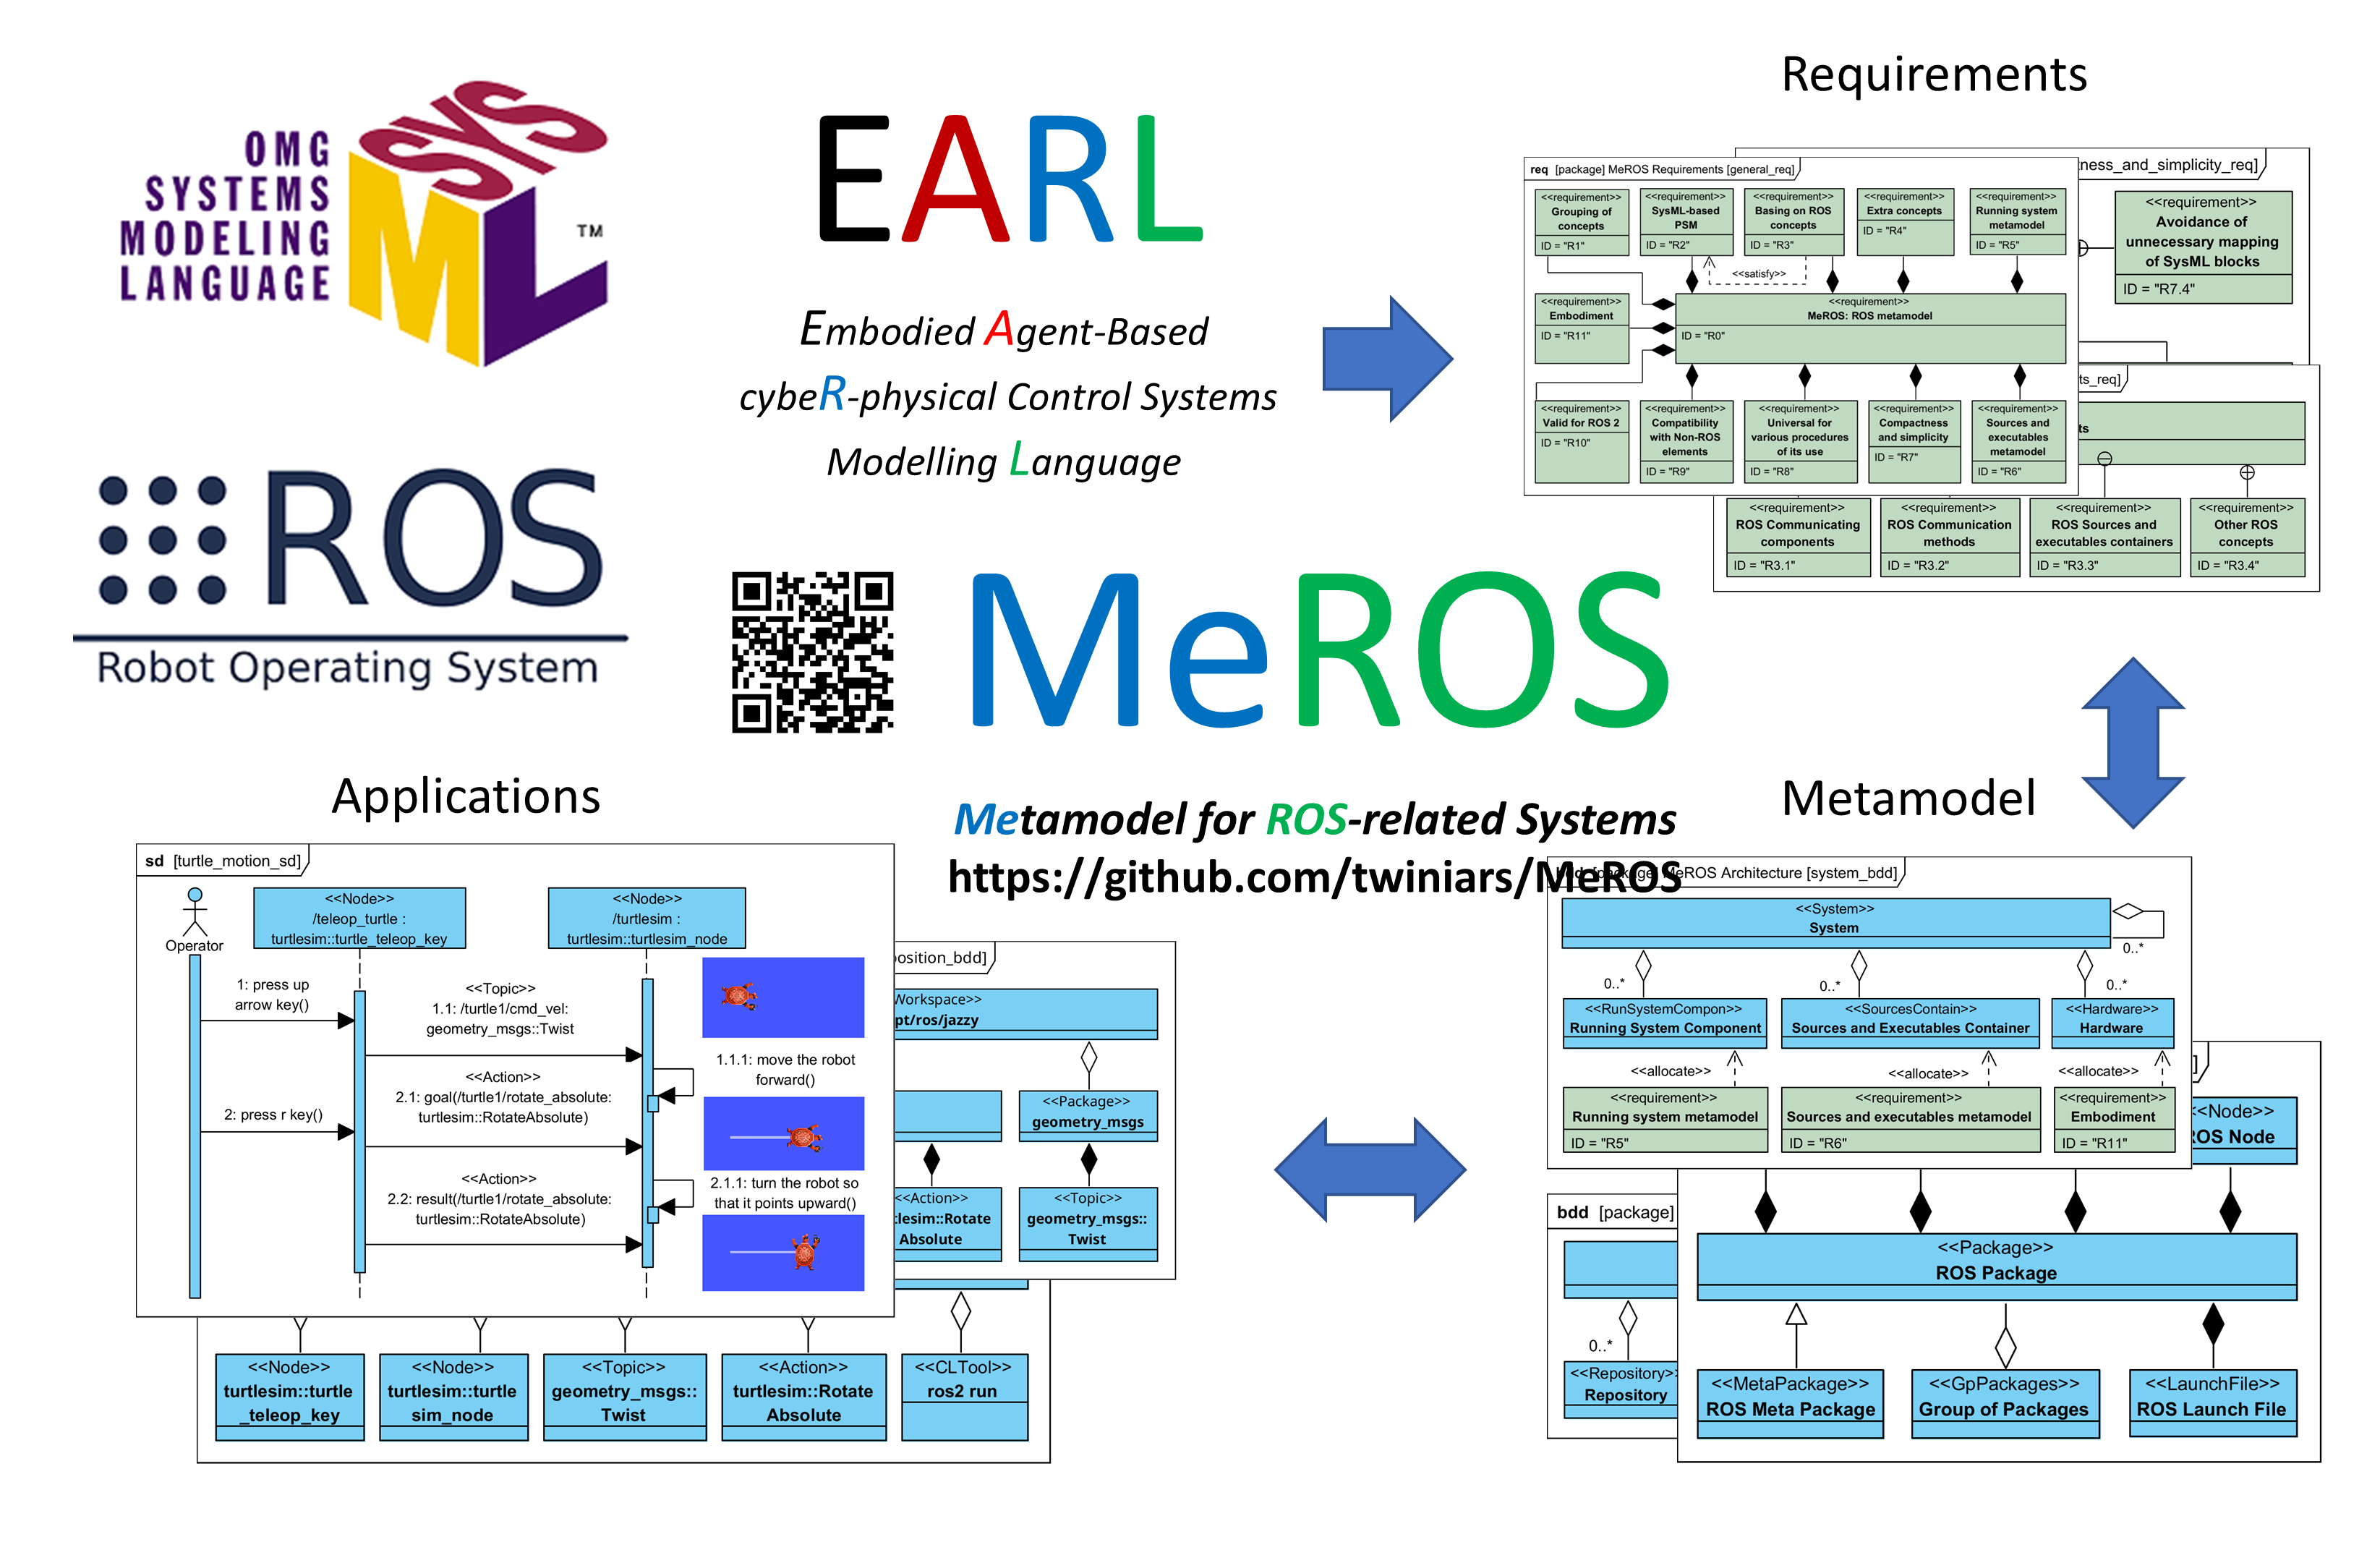 OMG
SYSTEMS
MODELING
LANGUAGE
SYS
ML
TM
ROS
Robot Operating System
EARL
Embodied Agent-Based
cybeR-physical Control Systems
Modelling Language
MeROS
Metamodel for ROS-related Systems
https://github.com/twiniars/MeROS
Requirements
req [package] MeROS Requirements [general_req]
<<requirement>>
Grouping of
concepts
ID = "R1"
<<requirement>>
SysML-based
PSM
ID = "R2"
<<requirement>>
Basing on ROS
concepts
ID = "R3"
<<requirement>>
Extra concepts
ID = "R4"
<<requirement>>
Running system
metamodel
ID = "R5"
<<satisfy>>
<<requirement>>
Embodiment
ID = "R11"
<<requirement>>
MeROS: ROS metamodel
ID = "R0"
<<requirement>>
Valid for ROS 2
ID = "R10"
<<requirement>>
Compatibility
with Non-ROS
elements
ID = "R9"
<<requirement>>
Universal for
various procedures
of its use
ID = "R8"
<<requirement>>
Compactness
and simplicity
ID = "R7"
<<requirement>>
Sources and
executables
metamodel
ID = "R6"
ness_and_simplicity_req]
<<requirement>>
Avoidance of
unnecessary mapping
of SysML blocks
ID = "R7.4"
ts_req]
ts
<<requirement>>
ROS Communicating
components
ID = "R3.1"
<<requirement>>
ROS Communication
methods
ID = "R3.2"
<<requirement>>
ROS Sources and
executables containers
ID = "R3.3"
<<requirement>>
Other ROS
concepts
ID = "R3.4"
Applications
sd [turtle_motion_sd]
Operator
<<Node>>
/teleop_turtle :
turtlesim::turtle_teleop_key
<<Node>>
/turtlesim :
turtlesim::turtlesim_node
1: press up
arrow key()
<<Topic>>
1.1: /turtle1/cmd_vel:
geometry_msgs::Twist
1.1.1: move the robot
forward()
2: press r key()
<<Action>>
2.1: goal(/turtle1/rotate_absolute:
turtlesim::RotateAbsolute)
<<Action>>
2.2: result(/turtle1/rotate_absolute:
turtlesim::RotateAbsolute)
2.1.1: turn the robot so
that it points upward()
osition_bdd]
Workspace>>
pt/ros/jazzy
<<Package>>
geometry_msgs
<<Action>>
lesim::Rotate
Absolute
<<Topic>>
geometry_msgs::
Twist
<<Node>>
turtlesim::turtle
_teleop_key
<<Node>>
turtlesim::turtle
sim_node
<<Topic>>
geometry_msgs::
Twist
<<Action>>
turtlesim::Rotate
Absolute
<<CLTool>>
ros2 run
Metamodel
bdd [package] MeROS Architecture [system_bdd]
<<System>>
System
0..*
0..*
0..*
0..*
<<RunSystemCompon>>
Running System Component
<<SourcesContain>>
Sources and Executables Container
<<Hardware>>
Hardware
<<allocate>>
<<allocate>>
<<allocate>>
<<requirement>>
Running system metamodel
ID = "R5"
<<requirement>>
Sources and executables metamodel
ID = "R6"
<<requirement>>
Embodiment
ID = "R11"
]
<<Node>>
ROS Node
bdd [package]
0..*
<<Repository>>
Repository
<<Package>>
ROS Package
<<MetaPackage>>
ROS Meta Package
<<GpPackages>>
Group of Packages
<<LaunchFile>>
ROS Launch File